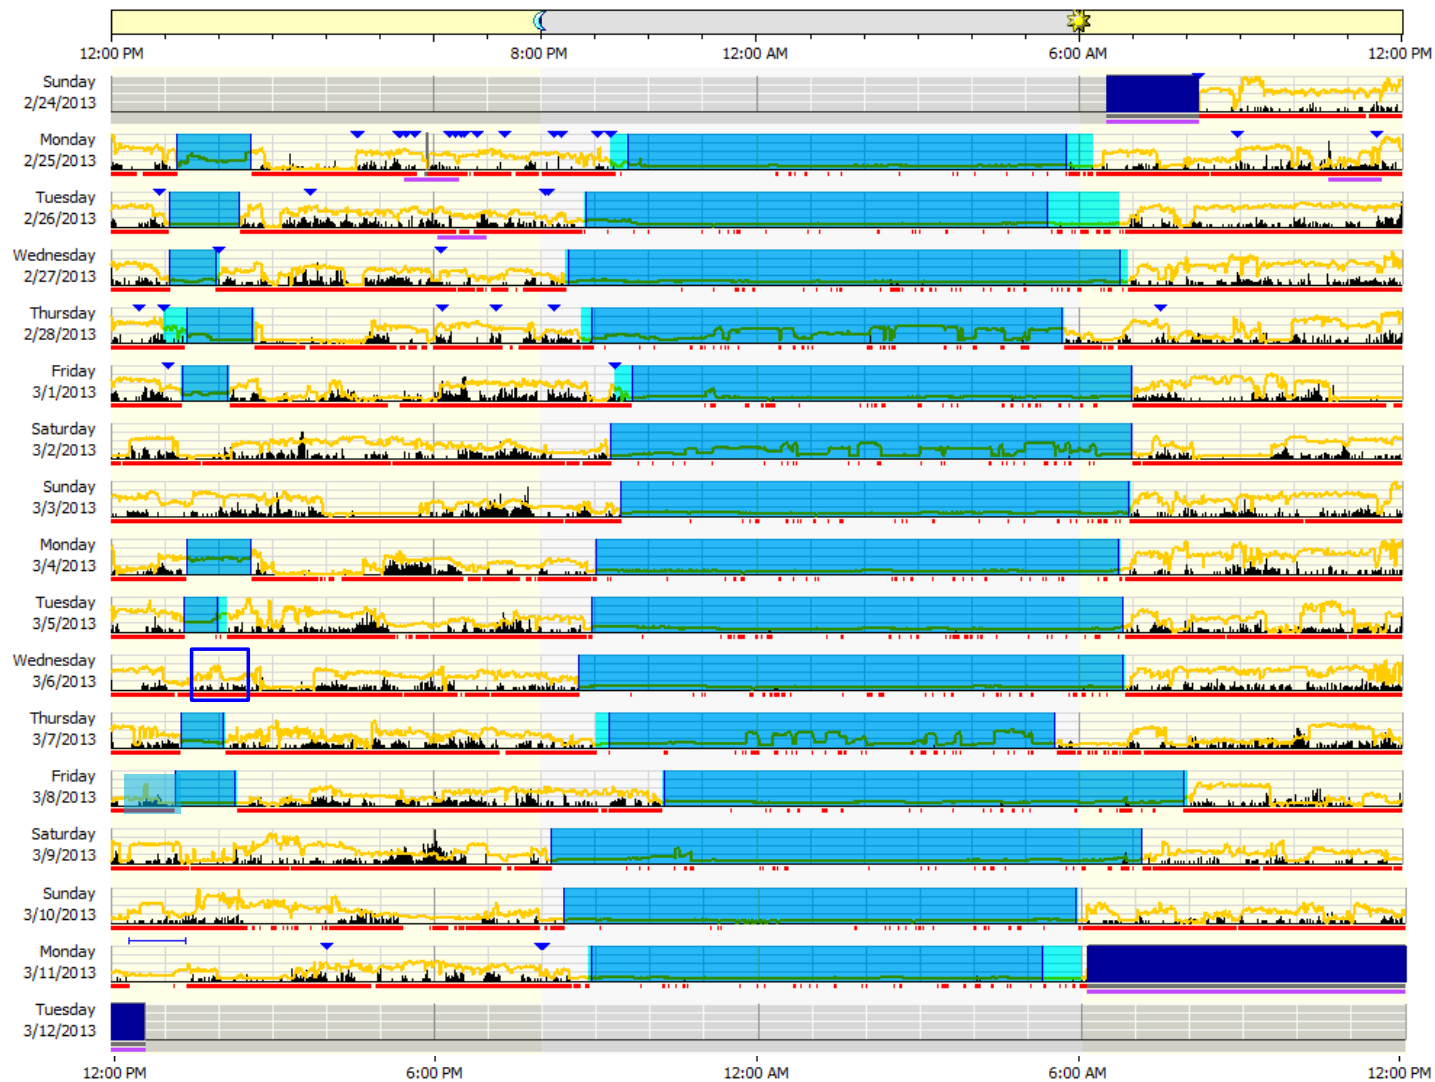 12:00 PM 8:00 PM 12:00 AM 6:00 AM 12:00 PM
Sunday
2/24/2013
Monday
2/25/2013
Tuesday
2/26/2013
Wednesday
2/27/2013
Thursday
2/28/2013
Friday
3/1/2013
Saturday
3/2/2013
Sunday
3/3/2013
Monday
3/4/2013
Tuesday
3/5/2013
Wednesday
3/6/2013
Thursday
3/7/2013
Friday
3/8/2013
Saturday
3/9/2013
Sunday
3/10/2013
Monday
3/11/2013
Tuesday
3/12/2013
12:00 PM 6:00 PM 12:00 AM 6:00 AM 12:00 PM